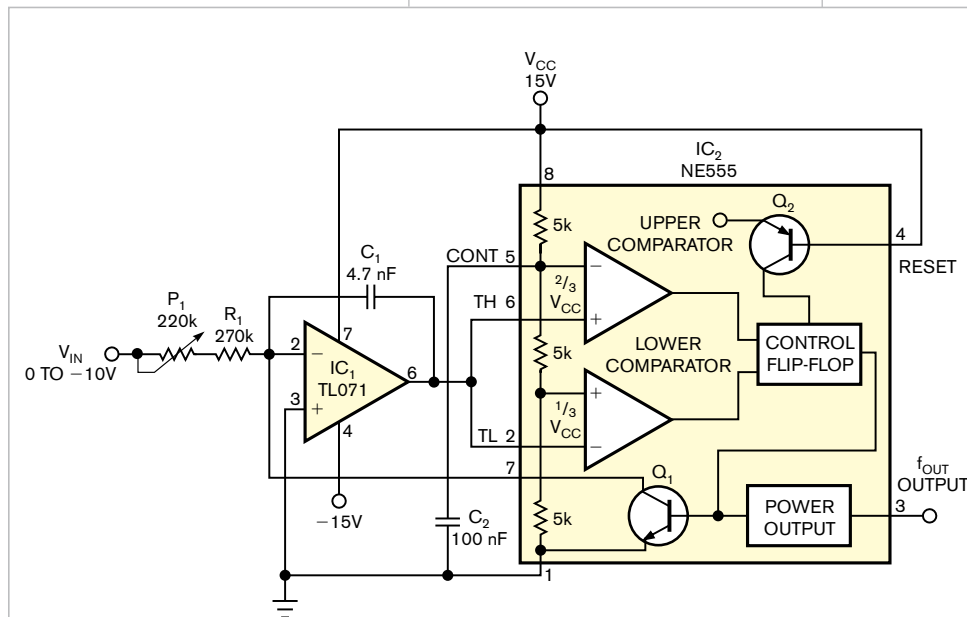 V_CC
15V
IC_2
NE555
8
5k
UPPER
COMPARATOR
Q_2
4
RESET
CONT 5
−
C_1
4.7 nF
2/3
V_CC
TH 6
+
P_1
220k
R_1
270k
7
5k
LOWER
COMPARATOR
CONTROL
FLIP-FLOP
V_IN
0 TO −10V
2
−
IC_1
TL071
6
3
+
+
1/3
V_CC
4
TL 2
−
7
Q_1
f_OUT
OUTPUT
−15V
C_2
100 nF
5k
POWER
OUTPUT
3
1